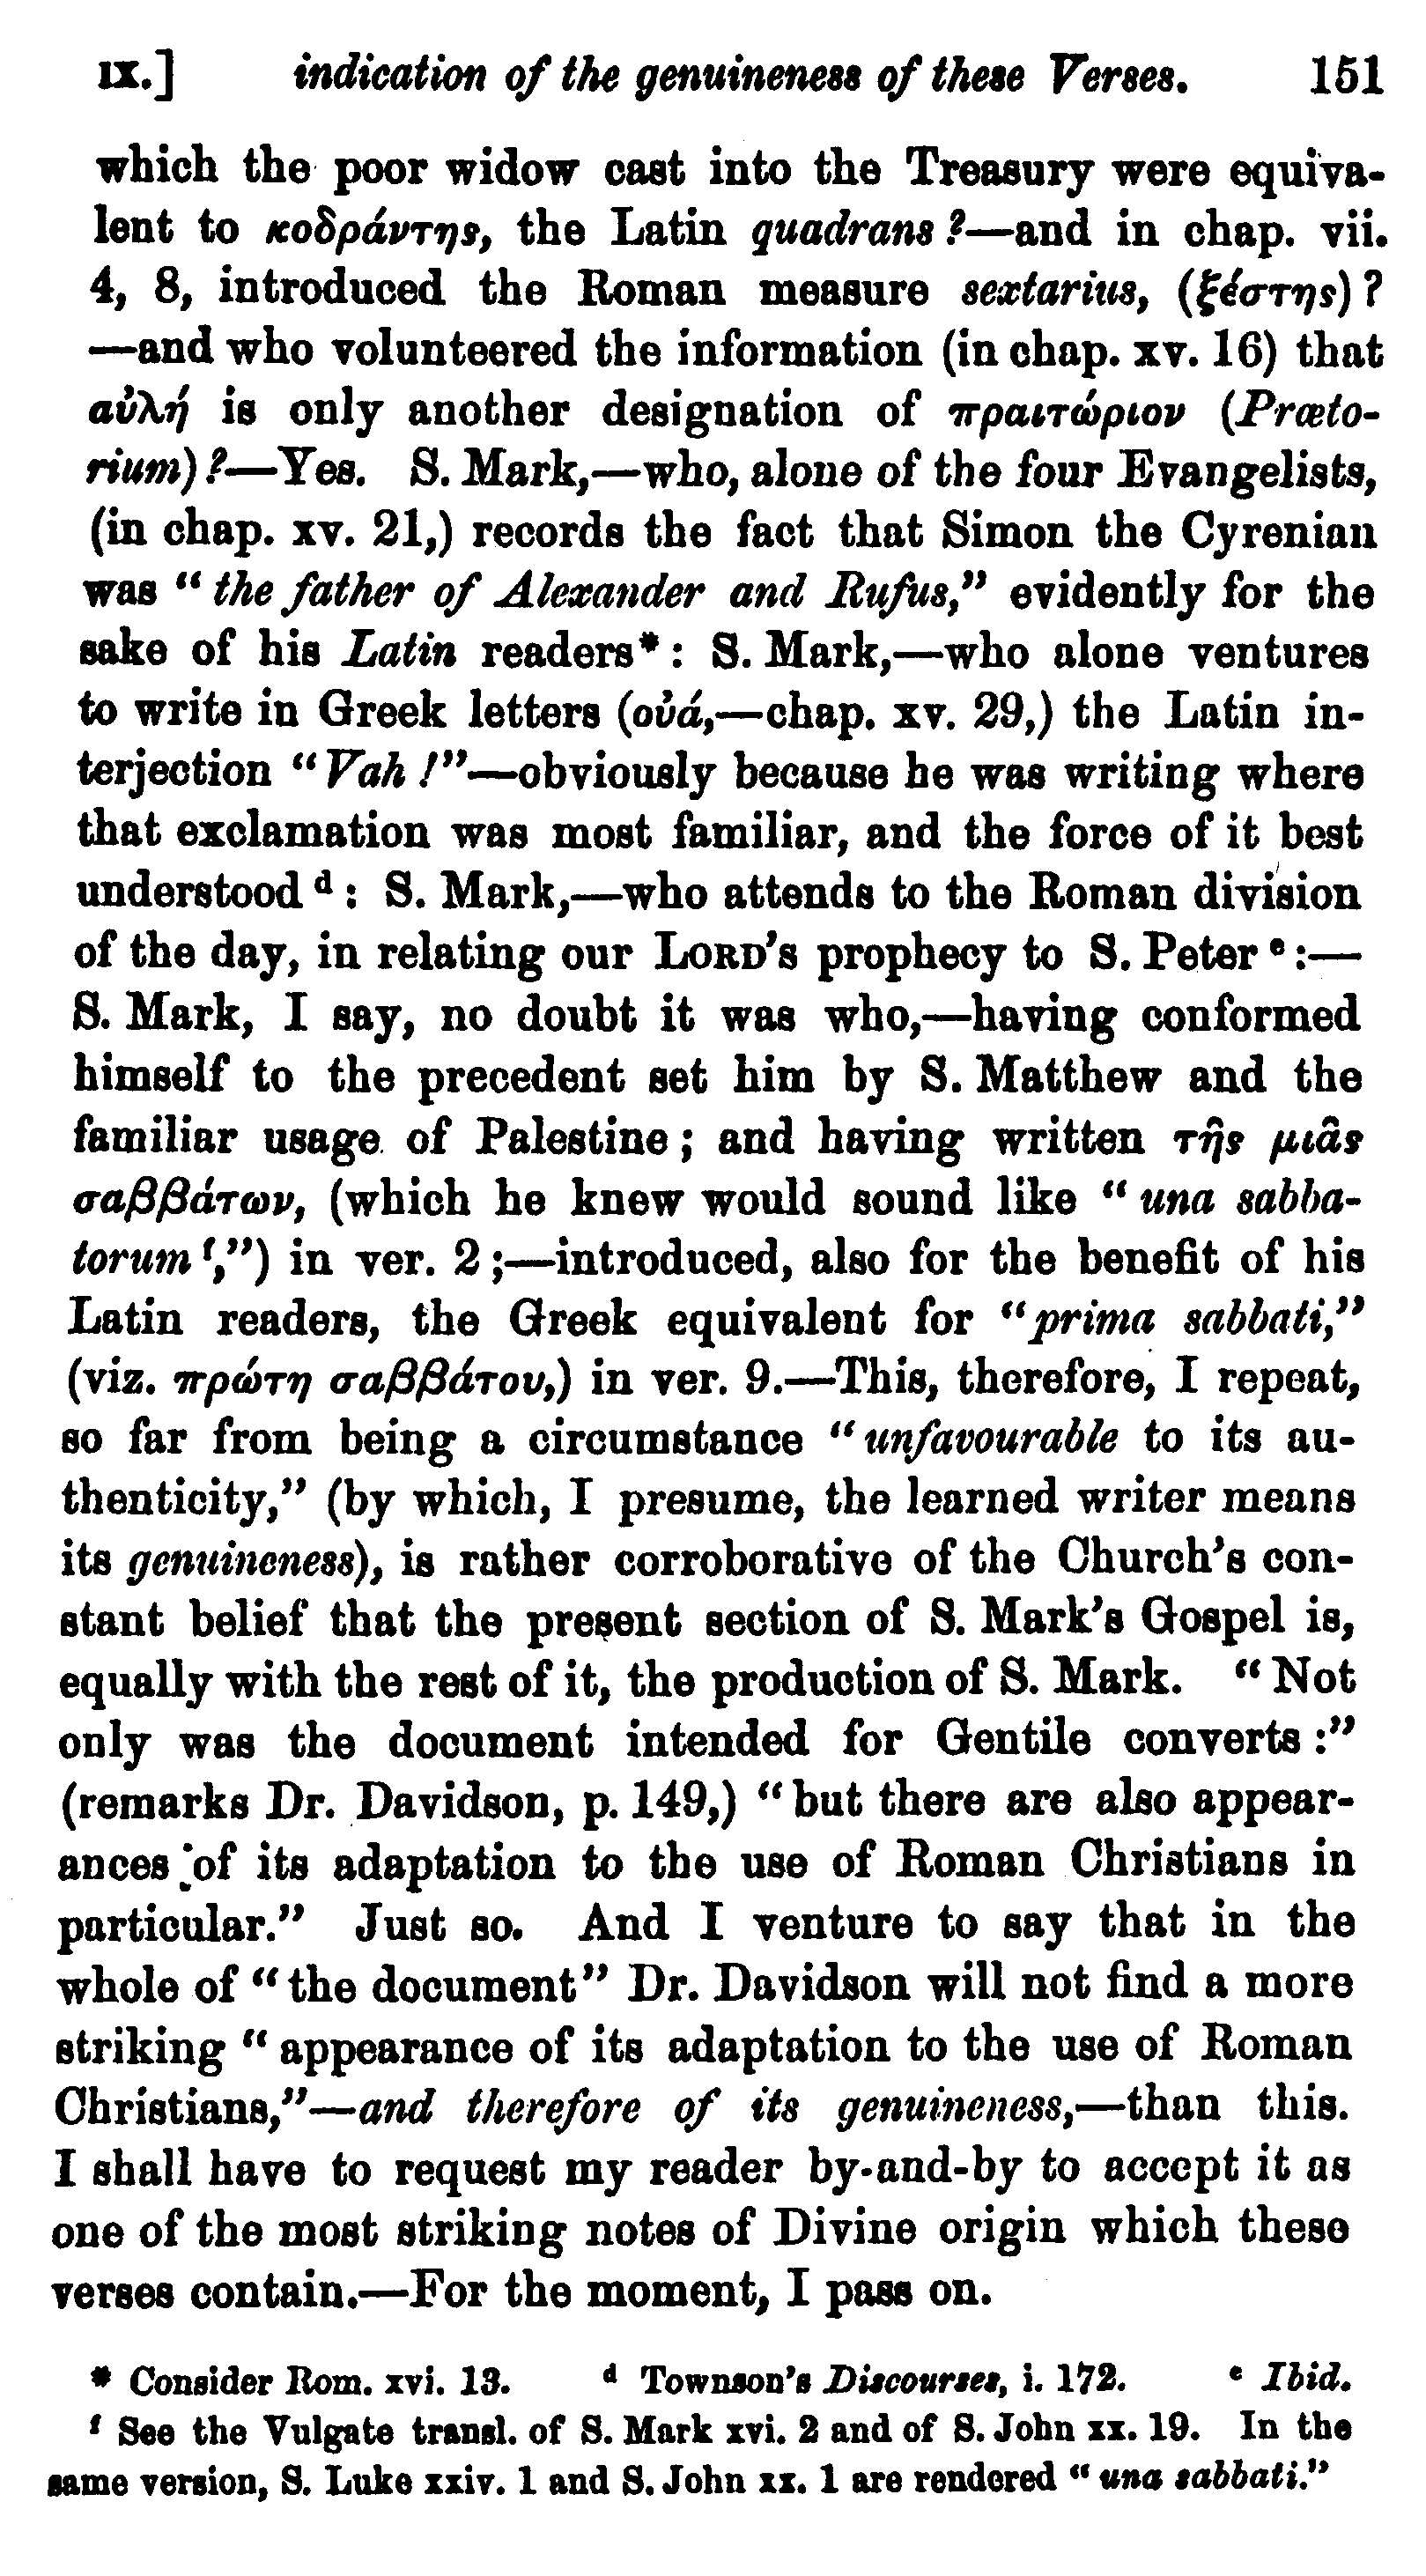 IX.] indication of the genuineness of these Verses. 151
which the poor widow cast into the Treasury were equiva-
lent to κοδράντης, the Latin quadrans?—and in chap. vii.
4, 8, introduced the Roman measure sextarius, (ξέστης)?
—and who volunteered the information (in chap. xv. 16) that
αὐλή is only another designation of πραιτώριον (Præto-
rium)?—Yes. S. Mark,—who, alone of the four Evangelists,
(in chap. xv. 21,) records the fact that Simon the Cyrenian
was “the father of Alexander and Rufus,” evidently for the
sake of his Latin readers*: S. Mark,—who alone ventures
to write in Greek letters (οὐά,—chap. xv. 29,) the Latin in-
terjection “Vah!”—obviously because he was writing where
that exclamation was most familiar, and the force of it best
understood d: S. Mark,—who attends to the Roman division
of the day, in relating our LORD’S prophecy to S. Peter e:—
S. Mark, I say, no doubt it was who,—having conformed
himself to the precedent set him by S. Matthew and the
familiar usage of Palestine; and having written τῆς μιᾶς
σαββάτων, (which he knew would sound like “una sabba-
torum f,”) in ver. 2;—introduced, also for the benefit of his
Latin readers, the Greek equivalent for “prima sabbati,”
(viz. πρώτη σαββάτου,) in ver. 9.—This, therefore, I repeat,
so far from being a circumstance “unfavourable to its au-
thenticity,” (by which, I presume, the learned writer means
its genuineness), is rather corroborative of the Church’s con-
stant belief that the present section of S. Mark’s Gospel is,
equally with the rest of it, the production of S. Mark. “Not
only was the document intended for Gentile converts:”
(remarks Dr. Davidson, p. 149,) “but there are also appear-
ances of its adaptation to the use of Roman Christians in
particular.” Just so. And I venture to say that in the
whole of “the document” Dr. Davidson will not find a more
striking “appearance of its adaptation to the use of Roman
Christians,”—and therefore of its genuineness,—than this.
I shall have to request my reader by-and-by to accept it as
one of the most striking notes of Divine origin which these
verses contain.—For the moment, I pass on.
* Consider Rom. xvi. 13. d Townson’s Discourses, i. 172. e Ibid.
f See the Vulgate transl. of S. Mark xvi. 2 and of S. John xx. 19. In the
same version, S. Luke xxiv. 1 and S. John xx. 1 are rendered “una sabbati.”